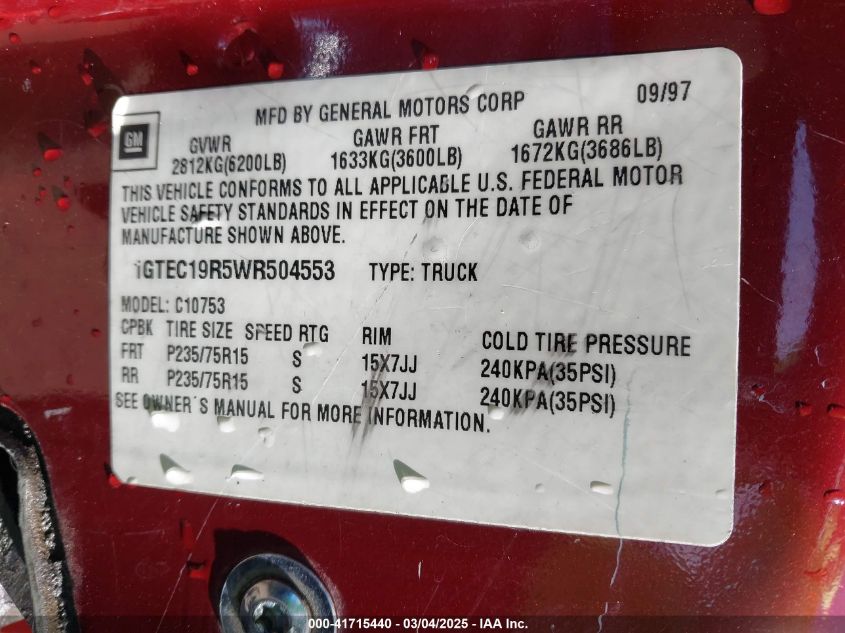 MFD BY GENERAL MOTORS CORP 09/97
GM
GVWR GAWR FRT GAWR RR
2812KG(6200LB) 1633KG(3600LB) 1672KG(3686LB)
THIS VEHICLE CONFORMS TO ALL APPLICABLE U.S. FEDERAL MOTOR
VEHICLE SAFETY STANDARDS IN EFFECT ON THE DATE OF
MANUFACTURE SHOWN ABOVE.
1GTEC19R5WR504553 TYPE: TRUCK
MODEL: C10753
CPBK TIRE SIZE SPEED RTG RIM COLD TIRE PRESSURE
FRT P235/75R15 S 15X7JJ 240KPA(35PSI)
RR P235/75R15 S 15X7JJ 240KPA(35PSI)
SEE OWNER'S MANUAL FOR MORE INFORMATION.
000-41715440 - 03/04/2025 - IAA Inc.